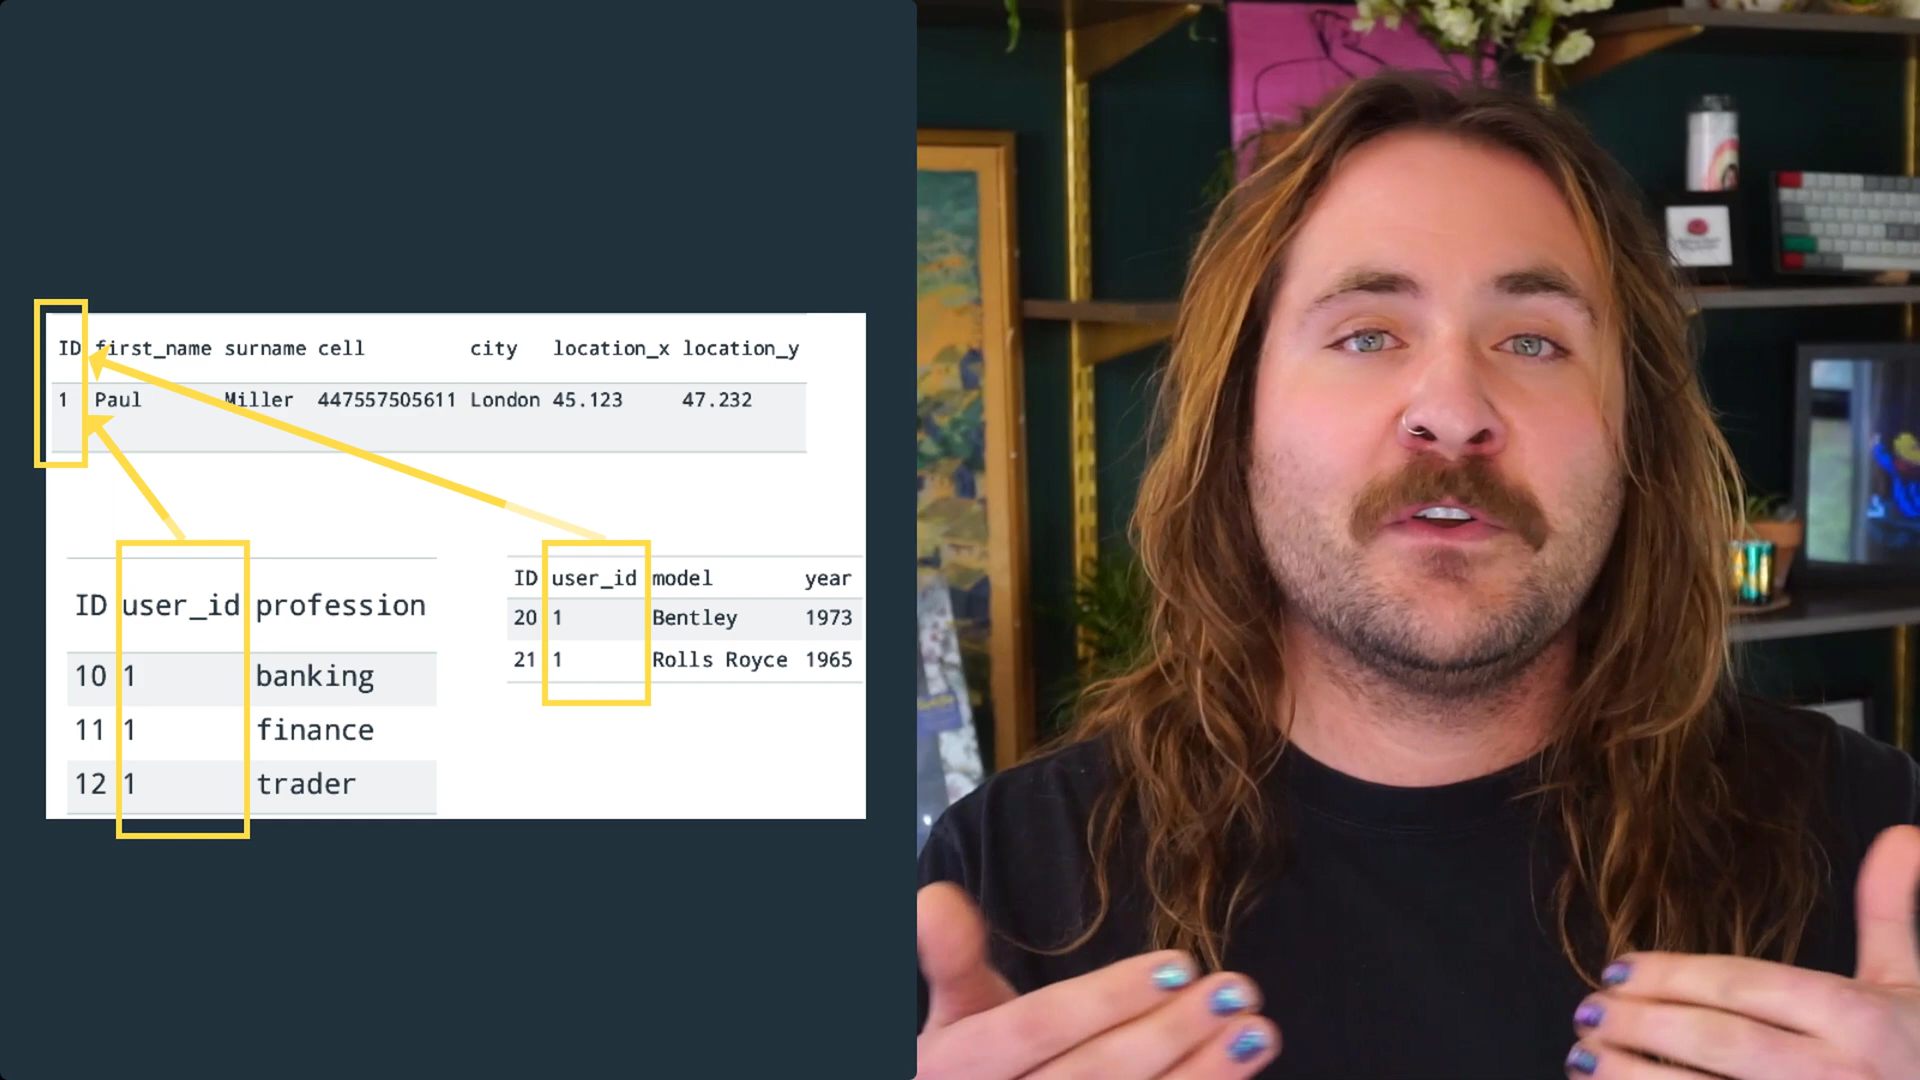 ID first_name surname cell city location_x location_y
1 Paul Miller 447557505611 London 45.123 47.232
ID user_id profession
10 1 banking
11 1 finance
12 1 trader
ID user_id model year
20 1 Bentley 1973
21 1 Rolls Royce 1965